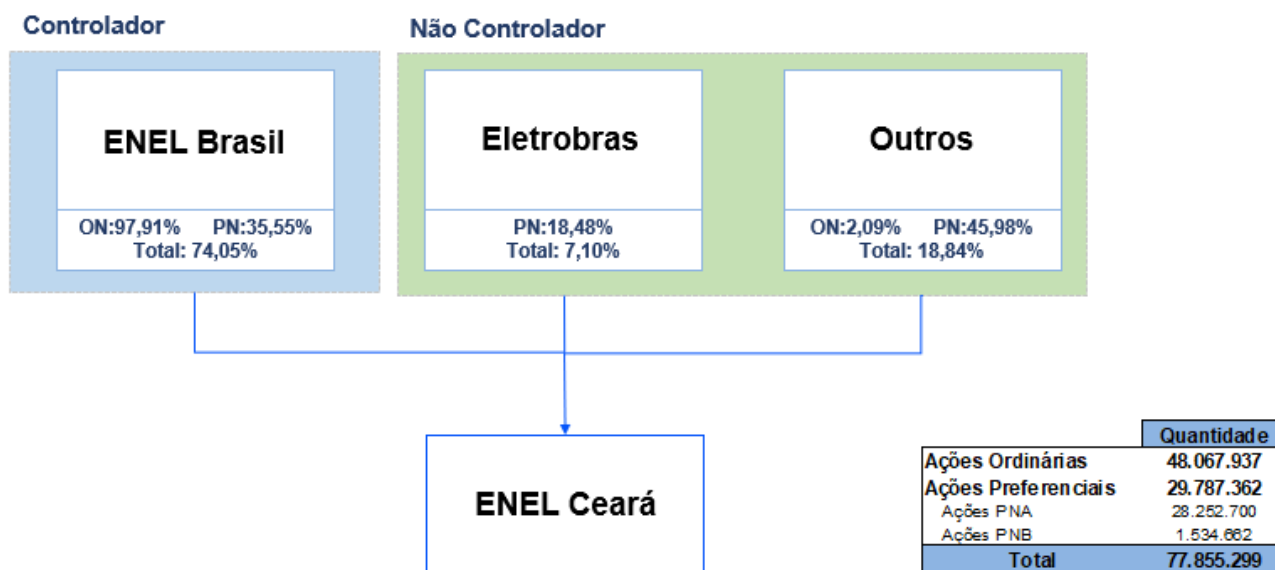 Controlador
Não Controlador
ENEL Brasil
ON:97,91% PN:35,55%
Total: 74,05%
Eletrobras
PN:18,48%
Total: 7,10%
Outros
ON:2,09% PN:45,98%
Total: 18,84%
ENEL Ceará
Quantidade
Ações Ordinárias 48.067.937
Ações Preferenciais 29.787.362
Ações PNA 28.252.700
Ações PNB 1.534.662
Total 77.855.299